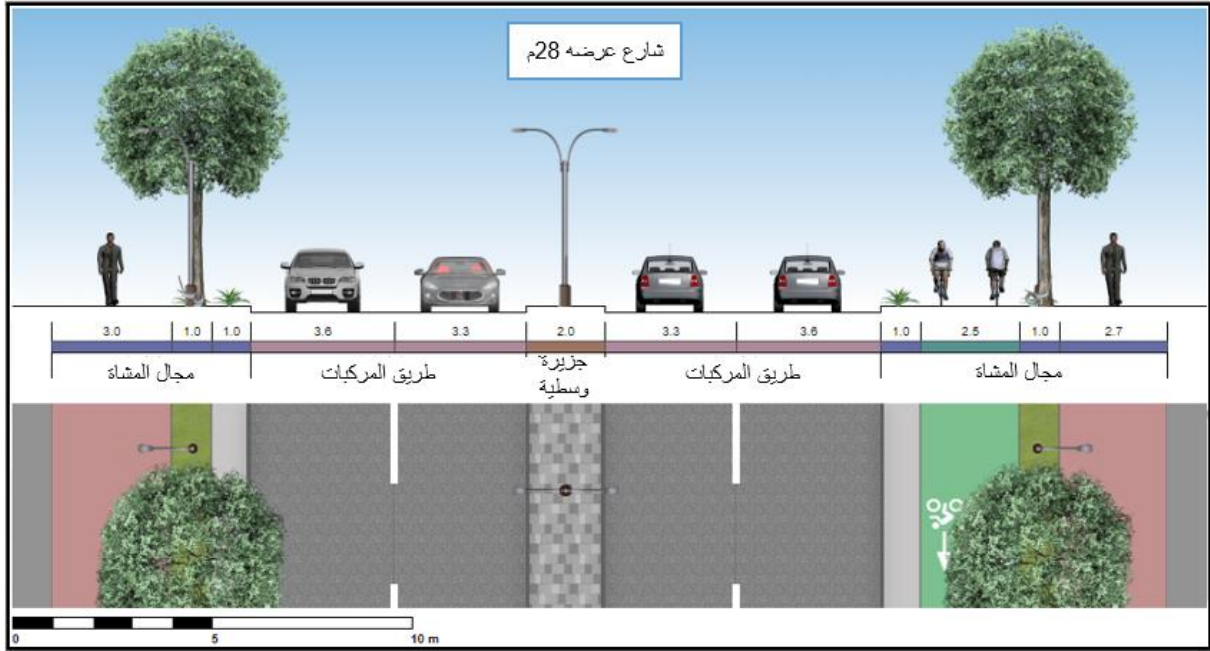 شارع عرضه 28م
3.0 1.0 1.0 3.6 3.3 2.0 3.3 3.6 1.0 2.5 1.0 2.7
مجال المشاة
طريق المركبات
جزيرة
وسطية
طريق المركبات
مجال المشاة
0 5 10 m